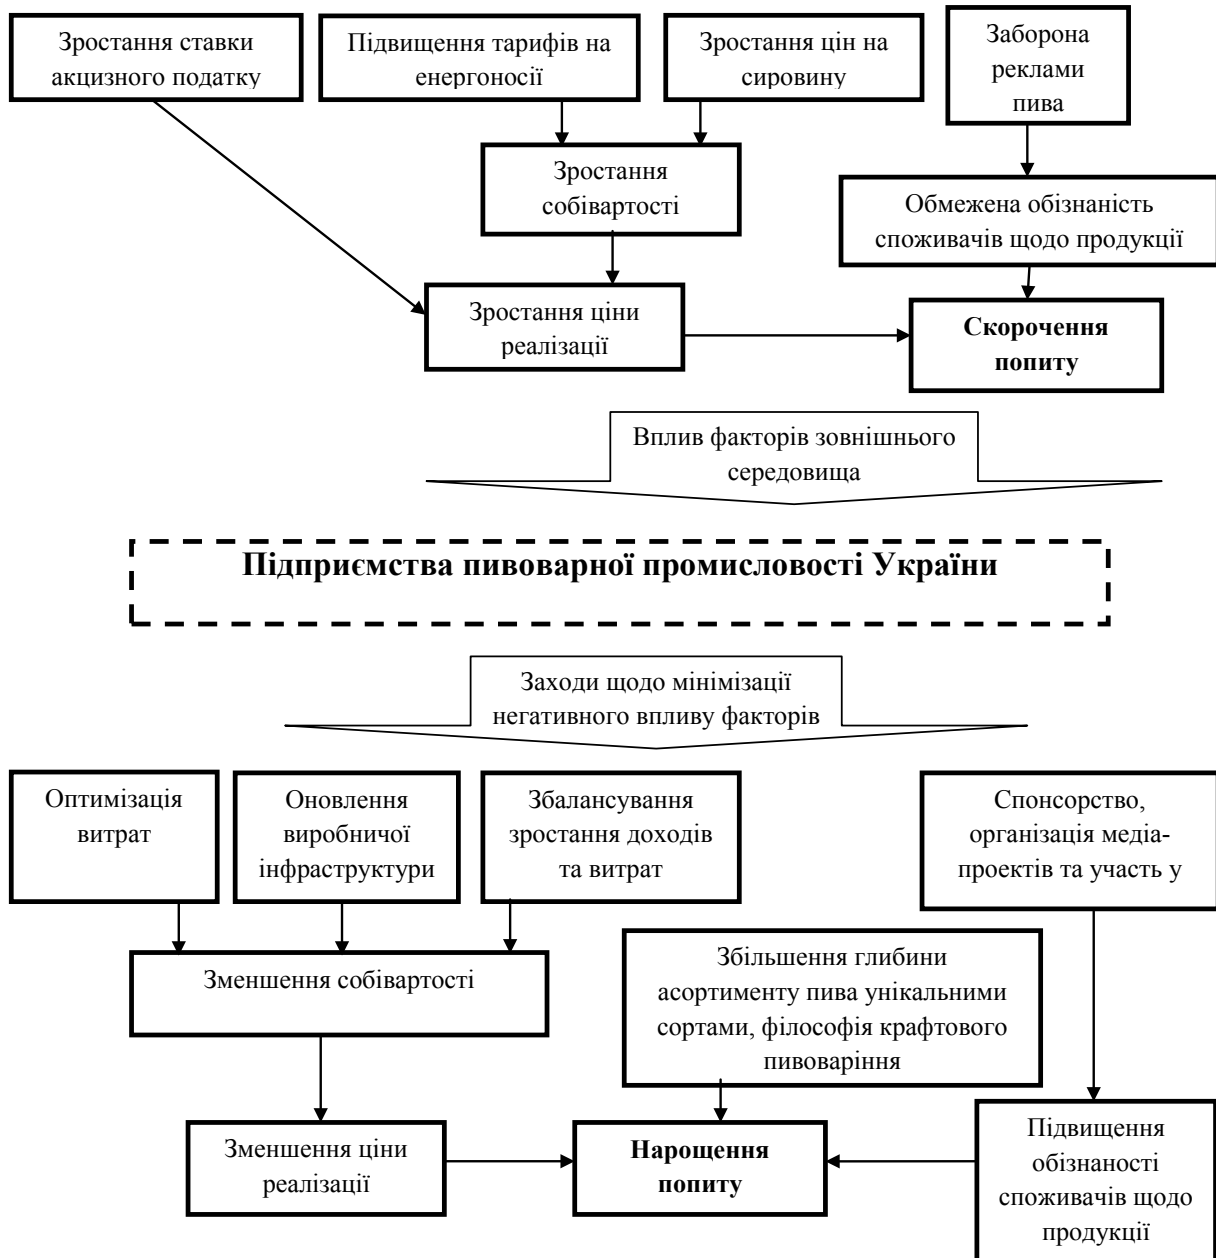 Зростання ставки
акцизного податку
Підвищення тарифів на
енергоносії
Зростання цін на
сировину
Заборона
реклами
пива
Зростання
собівартості
Обмежена обізнаність
споживачів щодо продукції
Зростання ціни
реалізації
Скорочення
попиту
Вплив факторів зовнішнього
середовища
Підприємства пивоварної промисловості України
Заходи щодо мінімізації
негативного впливу факторів
Оптимізація
витрат
Оновлення
виробничої
інфраструктури
Збалансування
зростання доходів
та витрат
Спонсорство,
організація медіа-
проектів та участь у
Зменшення собівартості
Збільшення глибини
асортименту пива унікальними
сортами, філософія крафтового
пивоваріння
Зменшення ціни
реалізації
Нарощення
попиту
Підвищення
обізнаності
споживачів щодо
продукції